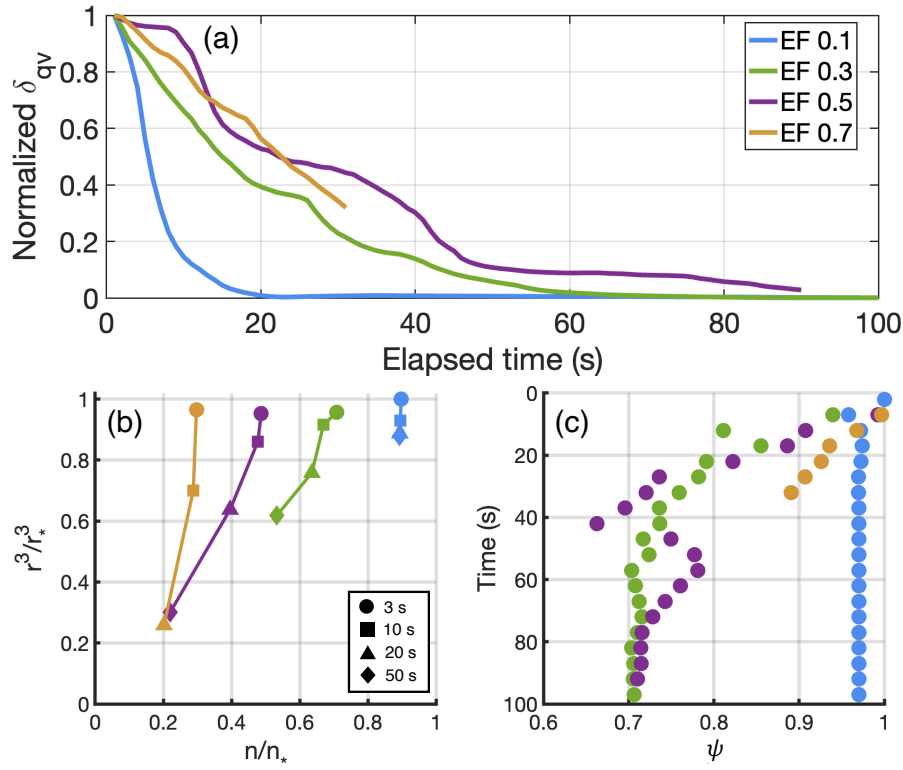 (a)
Normalized δqv
1
0.8
0.6
0.4
0.2
0
0 20 40 60 80 100
Elapsed time (s)
EF 0.1
EF 0.3
EF 0.5
EF 0.7
(b)
r³/r³*
1
0.8
0.6
0.4
0.2
0
0 0.2 0.4 0.6 0.8 1
n/n*
3 s
10 s
20 s
50 s
(c)
Time (s)
0
20
40
60
80
100
0.6 0.7 0.8 0.9 1
ψ